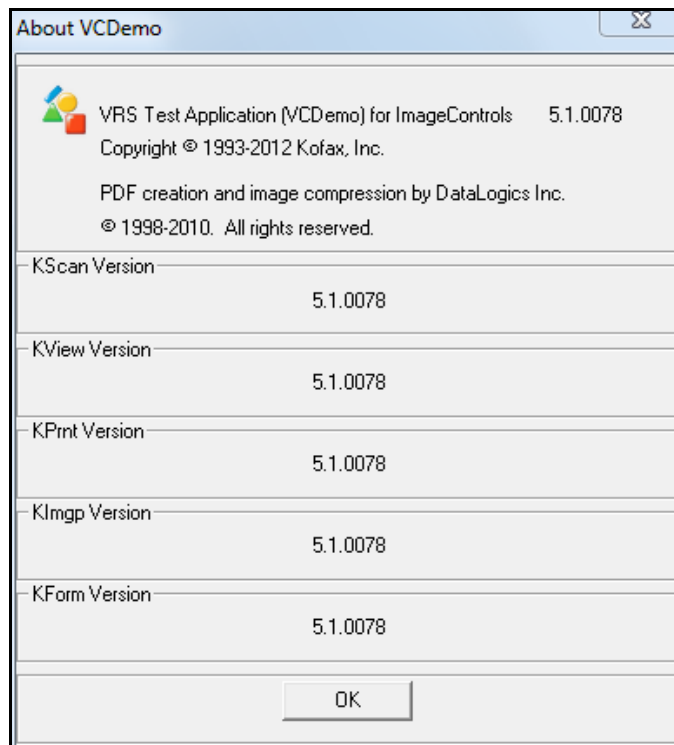 About VCDemo
VRS Test Application (VCDemo) for ImageControls 5.1.0078
Copyright © 1993-2012 Kofax, Inc.
PDF creation and image compression by DataLogics Inc.
© 1998-2010. All rights reserved.
KScan Version
5.1.0078
KView Version
5.1.0078
KPrnt Version
5.1.0078
KImgp Version
5.1.0078
KForm Version
5.1.0078
OK